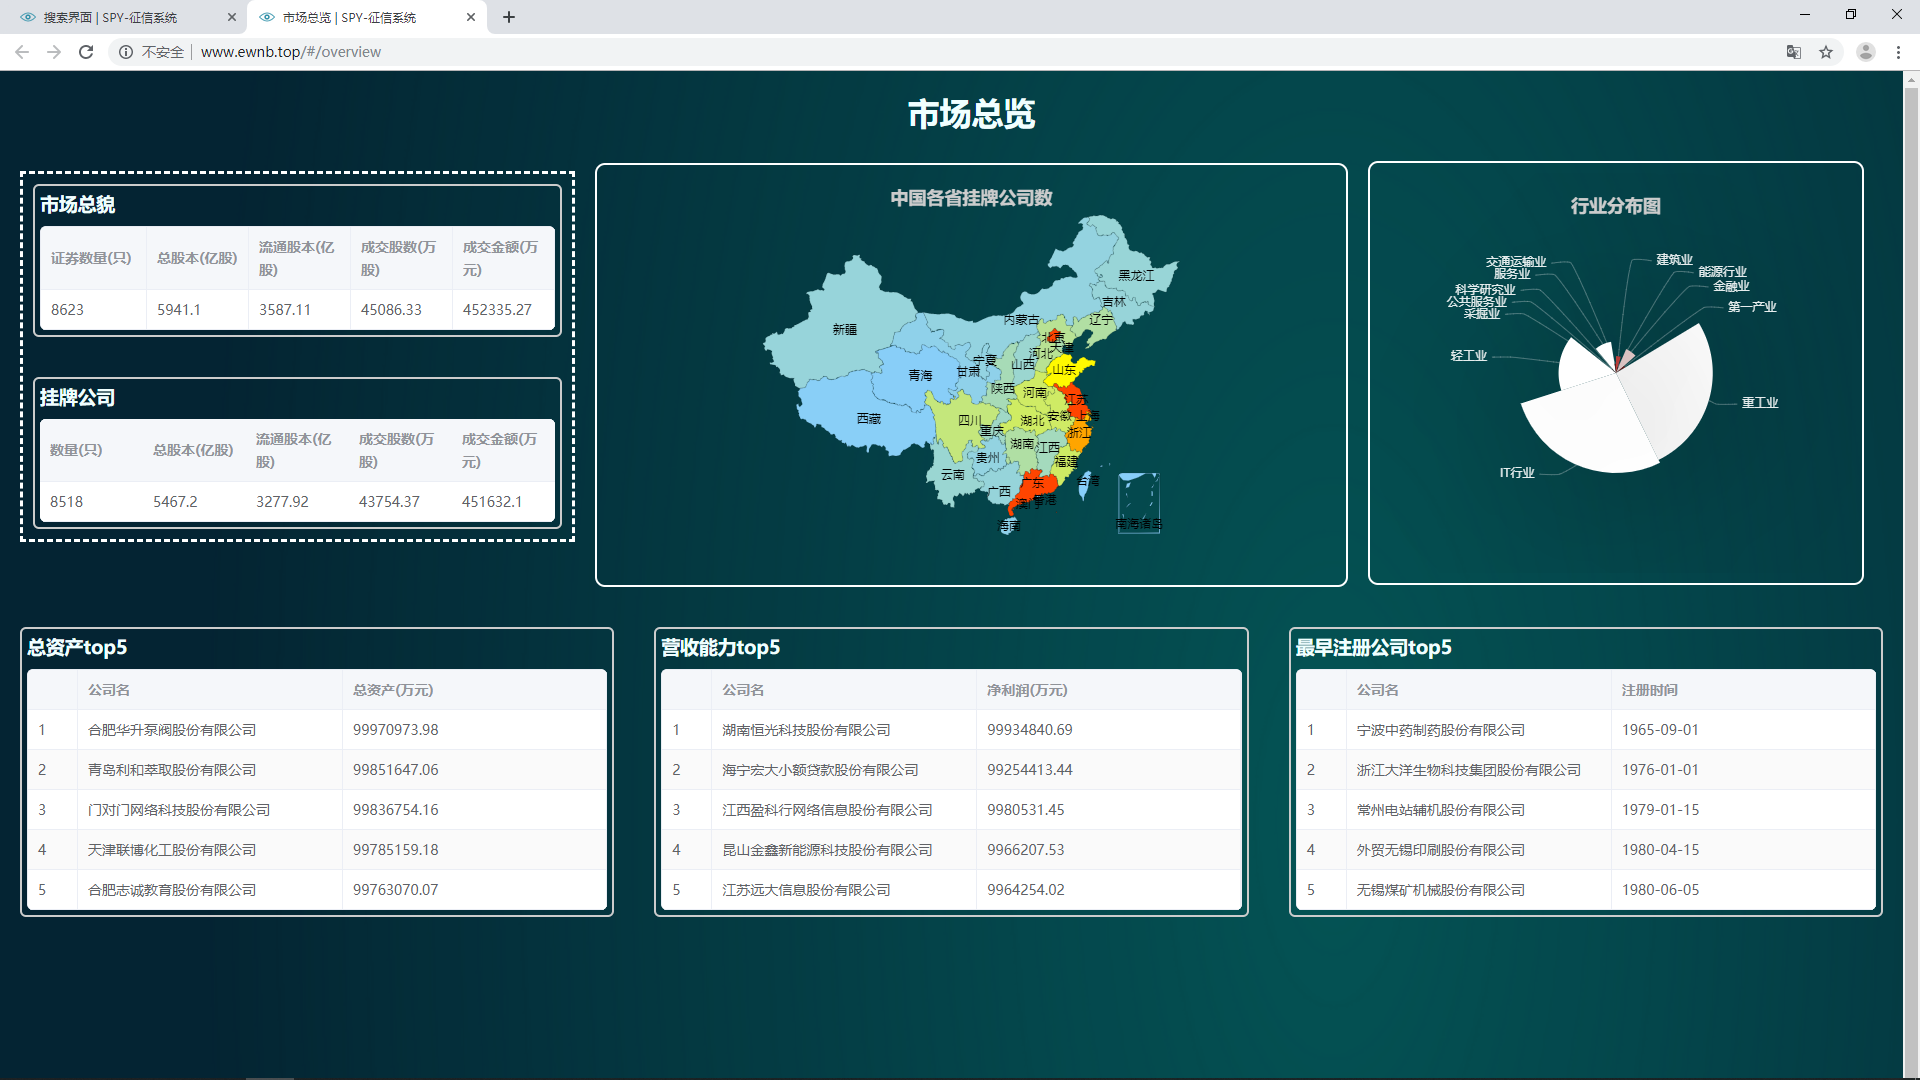 搜索界面 | SPY-征信系统
市场总览 | SPY-征信系统
不安全 | www.ewnb.top/#/overview
市场总览
市场总貌
证券数量(只) 总股本(亿股) 流通股本(亿股) 成交股数(万股) 成交金额(万元)
8623 5941.1 3587.11 45086.33 452335.27
挂牌公司
数量(只) 总股本(亿股) 流通股本(亿股) 成交股数(万股) 成交金额(万元)
8518 5467.2 3277.92 43754.37 451632.1
中国各省挂牌公司数
黑龙江
吉林
辽宁
内蒙古
新疆
北京
天津
河北
山西
宁夏
山东
甘肃
青海
陕西
河南
江苏
西藏
四川
湖北
安徽
上海
重庆
浙江
湖南
江西
贵州
福建
云南
广东
台湾
广西
香港
澳门
海南
南海诸岛
行业分布图
交通运输业
服务业
科学研究业
公共服务业
采掘业
轻工业
IT行业
建筑业
能源行业
金融业
第一产业
重工业
总资产top5
公司名 总资产(万元)
1 合肥华升泵阀股份有限公司 99970973.98
2 青岛利和萃取股份有限公司 99851647.06
3 门对门网络科技股份有限公司 99836754.16
4 天津联博化工股份有限公司 99785159.18
5 合肥志诚教育股份有限公司 99763070.07
营收能力top5
公司名 净利润(万元)
1 湖南恒光科技股份有限公司 99934840.69
2 海宁宏大小额贷款股份有限公司 99254413.44
3 江西盈科行网络信息股份有限公司 9980531.45
4 昆山金鑫新能源科技股份有限公司 9966207.53
5 江苏远大信息股份有限公司 9964254.02
最早注册公司top5
公司名 注册时间
1 宁波中药制药股份有限公司 1965-09-01
2 浙江大洋生物科技集团股份有限公司 1976-01-01
3 常州电站辅机股份有限公司 1979-01-15
4 外贸无锡印刷股份有限公司 1980-04-15
5 无锡煤矿机械股份有限公司 1980-06-05